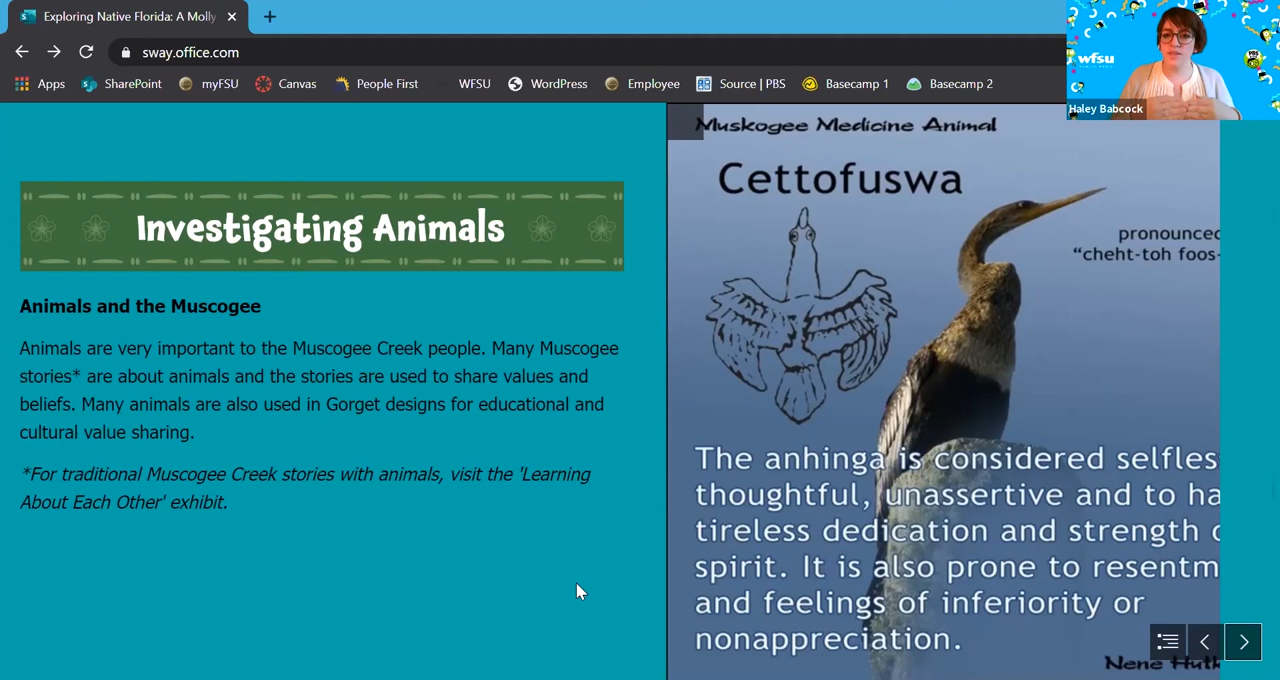 Exploring Native Florida: A Molly
sway.office.com
Apps SharePoint myFSU Canvas People First WFSU WordPress Employee Source | PBS Basecamp 1 Basecamp 2
wfsu
PBS
Haley Babcock
Investigating Animals
Animals and the Muscogee
Animals are very important to the Muscogee Creek people. Many Muscogee
stories* are about animals and the stories are used to share values and
beliefs. Many animals are also used in Gorget designs for educational and
cultural value sharing.
*For traditional Muscogee Creek stories with animals, visit the 'Learning
About Each Other' exhibit.
Muskogee Medicine Animal
Cettofuswa
pronounced
"cheht-toh foos-
The anhinga is considered selfles
thoughtful, unassertive and to ha
tireless dedication and strength
spirit. It is also prone to resentm
and feelings of inferiority or
nonappreciation.
Nene Hutk